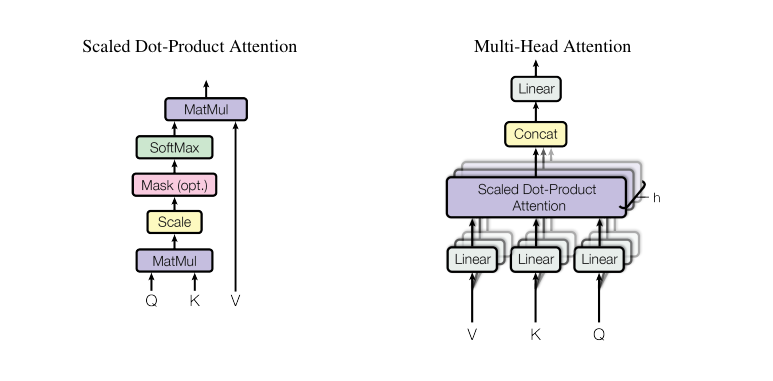 Scaled Dot-Product Attention
MatMul
SoftMax
Mask (opt.)
Scale
MatMul
Q K V
Multi-Head Attention
Linear
Concat
Scaled Dot-Product
Attention
h
Linear Linear Linear
V K Q